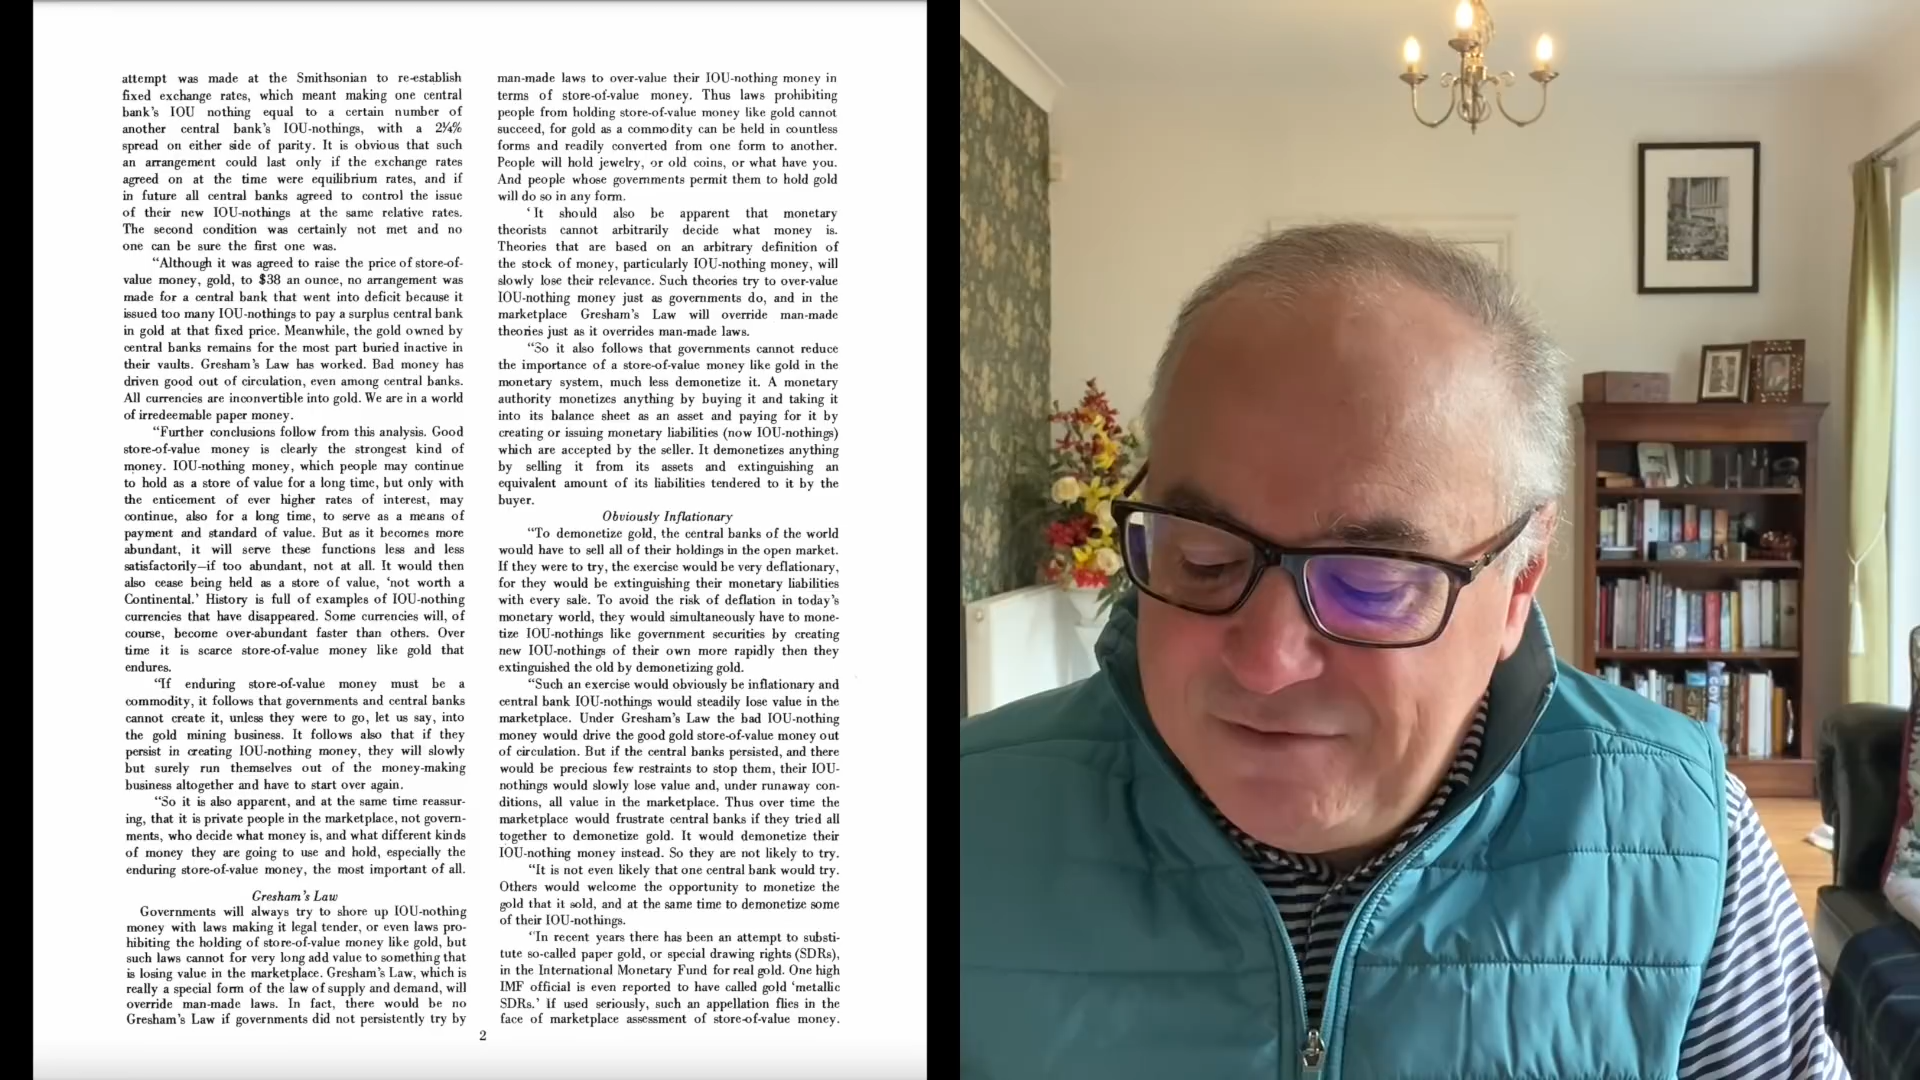 attempt was made at the Smithsonian to re-establish
fixed exchange rates, which meant making one central
bank's IOU nothing equal to a certain number of
another central bank's IOU-nothings, with a 2¼%
spread on either side of parity. It is obvious that such
an arrangement could last only if the exchange rates
agreed on at the time were equilibrium rates, and if
in future all central banks agreed to control the issue
of their new IOU-nothings at the same relative rates.
The second condition was certainly not met and no
one can be sure the first one was.
"Although it was agreed to raise the price of store-of-
value money, gold, to $38 an ounce, no arrangement was
made for a central bank that went into deficit because it
issued too many IOU-nothings to pay a surplus central bank
in gold at that fixed price. Meanwhile, the gold owned by
central banks remains for the most part buried inactive in
their vaults. Gresham's Law has worked. Bad money has
driven good out of circulation, even among central banks.
All currencies are inconvertible into gold. We are in a world
of irredeemable paper money.
"Further conclusions follow from this analysis. Good
store-of-value money is clearly the strongest kind of
money. IOU-nothing money, which people may continue
to hold as a store of value for a long time, but only with
the enticement of ever higher rates of interest, may
continue, also for a long time, to serve as a means of
payment and standard of value. But as it becomes more
abundant, it will serve these functions less and less
satisfactorily—if too abundant, not at all. It would then
also cease being held as a store of value, 'not worth a
Continental.' History is full of examples of IOU-nothing
currencies that have disappeared. Some currencies will, of
course, become over-abundant faster than others. Over
time it is scarce store-of-value money like gold that
endures.
"If enduring store-of-value money must be a
commodity, it follows that governments and central banks
cannot create it, unless they were to go, let us say, into
the gold mining business. It follows also that if they
persist in creating IOU-nothing money, they will slowly
but surely run themselves out of the money-making
business altogether and have to start over again.
"So it is also apparent, and at the same time reassur-
ing, that it is private people in the marketplace, not govern-
ments, who decide what money is, and what different kinds
of money they are going to use and hold, especially the
enduring store-of-value money, the most important of all.
Gresham's Law
Governments will always try to shore up IOU-nothing
money with laws making it legal tender, or even laws pro-
hibiting the holding of store-of-value money like gold, but
such laws cannot for very long add value to something that
is losing value in the marketplace. Gresham's Law, which is
really a special form of the law of supply and demand, will
override man-made laws. In fact, there would be no
Gresham's Law if governments did not persistently try by
man-made laws to over-value their IOU-nothing money in
terms of store-of-value money. Thus laws prohibiting
people from holding store-of-value money like gold cannot
succeed, for gold as a commodity can be held in countless
forms and readily converted from one form to another.
People will hold jewelry, or old coins, or what have you.
And people whose governments permit them to hold gold
will do so in any form.
'It should also be apparent that monetary
theorists cannot arbitrarily decide what money is.
Theories that are based on an arbitrary definition of
the stock of money, particularly IOU-nothing money, will
slowly lose their relevance. Such theories try to over-value
IOU-nothing money just as governments do, and in the
marketplace Gresham's Law will override man-made
theories just as it overrides man-made laws.
"So it also follows that governments cannot reduce
the importance of a store-of-value money like gold in the
monetary system, much less demonetize it. A monetary
authority monetizes anything by buying it and taking it
into its balance sheet as an asset and paying for it by
creating or issuing monetary liabilities (now IOU-nothings)
which are accepted by the seller. It demonetizes anything
by selling it from its assets and extinguishing an
equivalent amount of its liabilities tendered to it by the
buyer.
Obviously Inflationary
"To demonetize gold, the central banks of the world
would have to sell all of their holdings in the open market.
If they were to try, the exercise would be very deflationary,
for they would be extinguishing their monetary liabilities
with every sale. To avoid the risk of deflation in today's
monetary world, they would simultaneously have to mone-
tize IOU-nothings like government securities by creating
new IOU-nothings of their own more rapidly then they
extinguished the old by demonetizing gold.
"Such an exercise would obviously be inflationary and
central bank IOU-nothings would steadily lose value in the
marketplace. Under Gresham's Law the bad IOU-nothing
money would drive the good gold store-of-value money out
of circulation. But if the central banks persisted, and there
would be precious few restraints to stop them, their IOU-
nothings would slowly lose value and, under runaway con-
ditions, all value in the marketplace. Thus over time the
marketplace would frustrate central banks if they tried all
together to demonetize gold. It would demonetize their
IOU-nothing money instead. So they are not likely to try.
"It is not even likely that one central bank would try.
Others would welcome the opportunity to monetize the
gold that it sold, and at the same time to demonetize some
of their IOU-nothings.
"In recent years there has been an attempt to substi-
tute so-called paper gold, or special drawing rights (SDRs),
in the International Monetary Fund for real gold. One high
IMF official is even reported to have called gold 'metallic
SDRs.' If used seriously, such an appellation flies in the
face of marketplace assessment of store-of-value money.
2